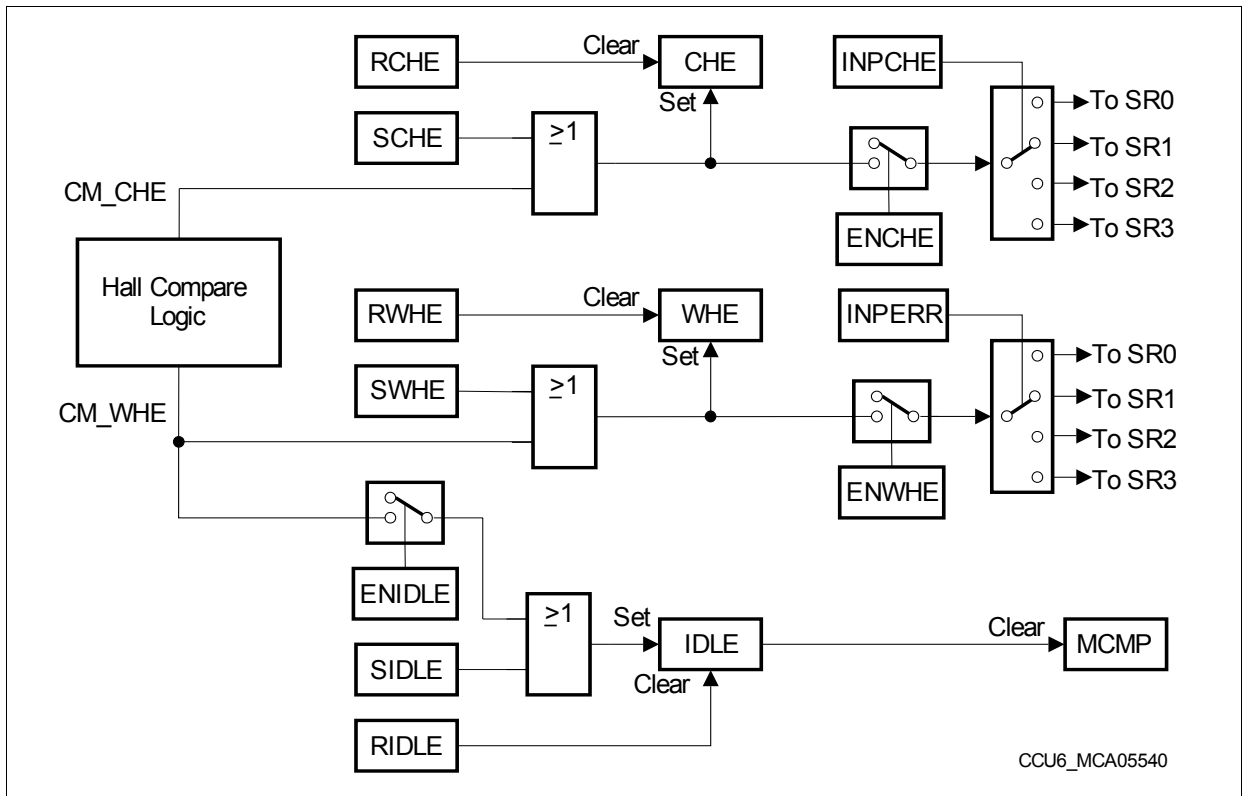 RCHE
Clear
CHE
INPCHE
Set
To SR0
SCHE
≥1
To SR1
CM_CHE
To SR2
ENCHE
To SR3
Hall Compare
Logic
RWHE
Clear
WHE
INPERR
Set
To SR0
SWHE
≥1
To SR1
CM_WHE
To SR2
ENWHE
To SR3
ENIDLE
≥1
Set
IDLE
Clear
MCMP
SIDLE
Clear
RIDLE
CCU6_MCA05540